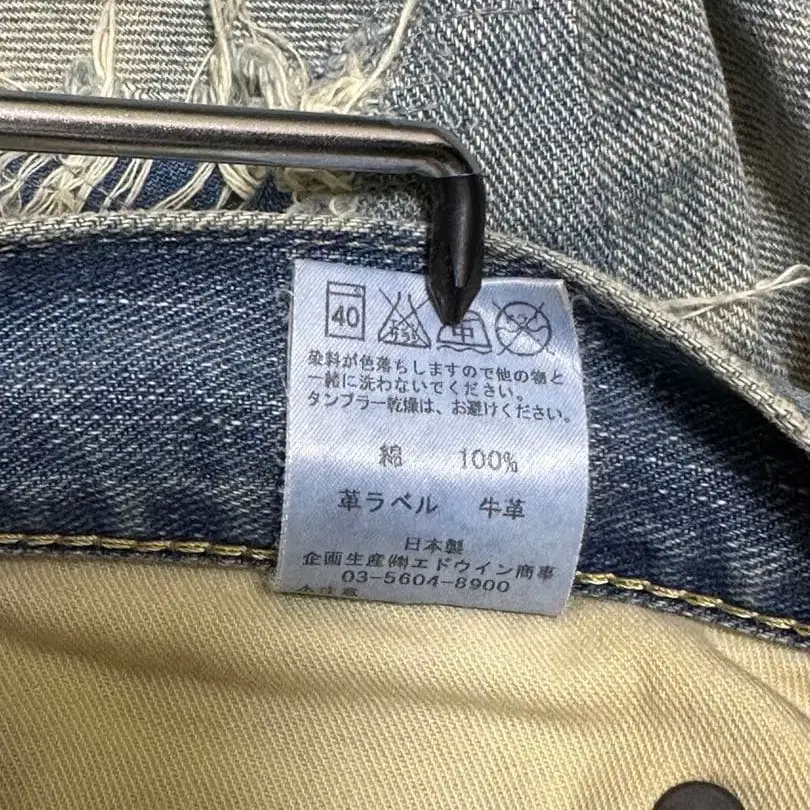 40
中
染料が色落ちしますので他の物と
一緒に洗わないでください。
タンブラー乾燥は、お避けください。
綿 100%
革ラベル 牛革
日本製
企画生産㈱エドウイン商事
03-5604-8900